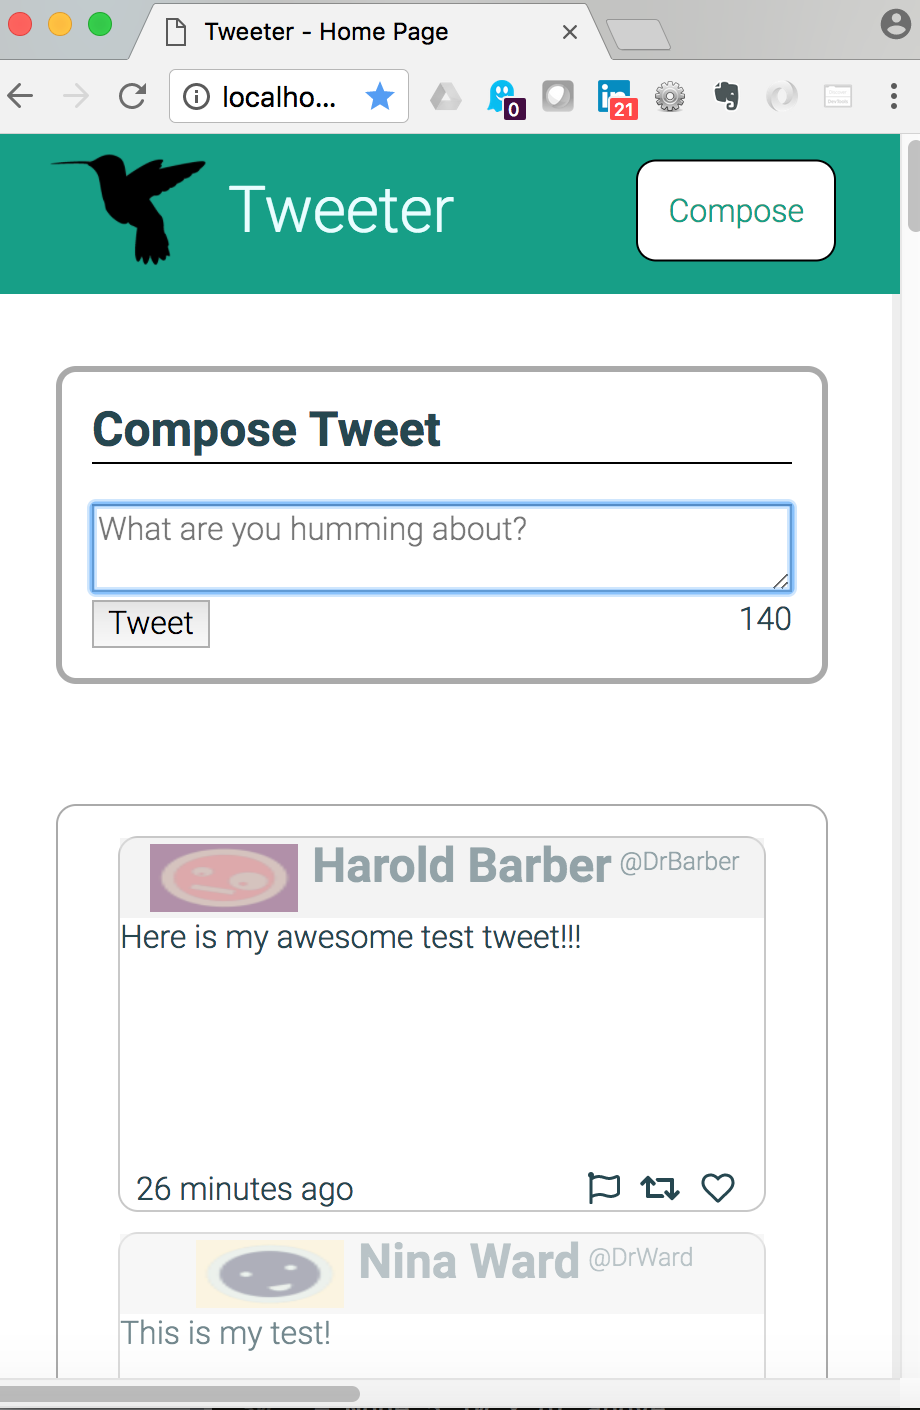 Tweeter - Home Page
localho...
0
21
Tweeter
Compose
Compose Tweet
What are you humming about?
Tweet
140
Harold Barber @DrBarber
Here is my awesome test tweet!!!
26 minutes ago
Nina Ward @DrWard
This is my test!